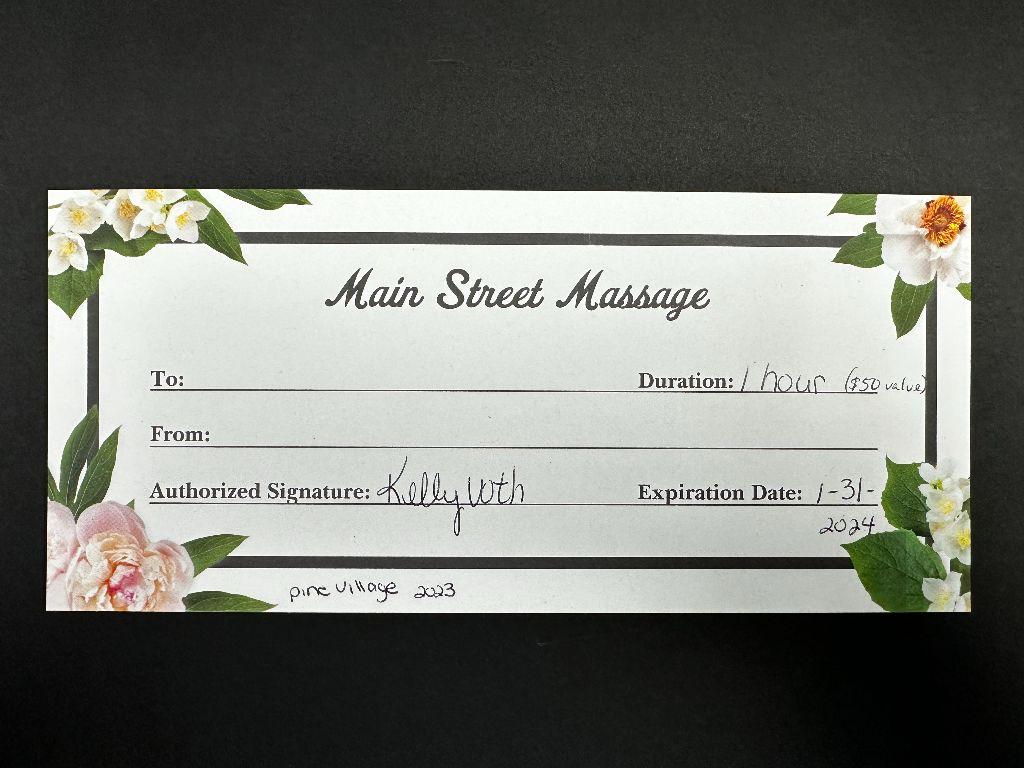 Main Street Massage
To: Duration: 1 hour ($50 value)
From:
Authorized Signature: Kelly Expiration Date: 1-31-
2024
pine village 2023